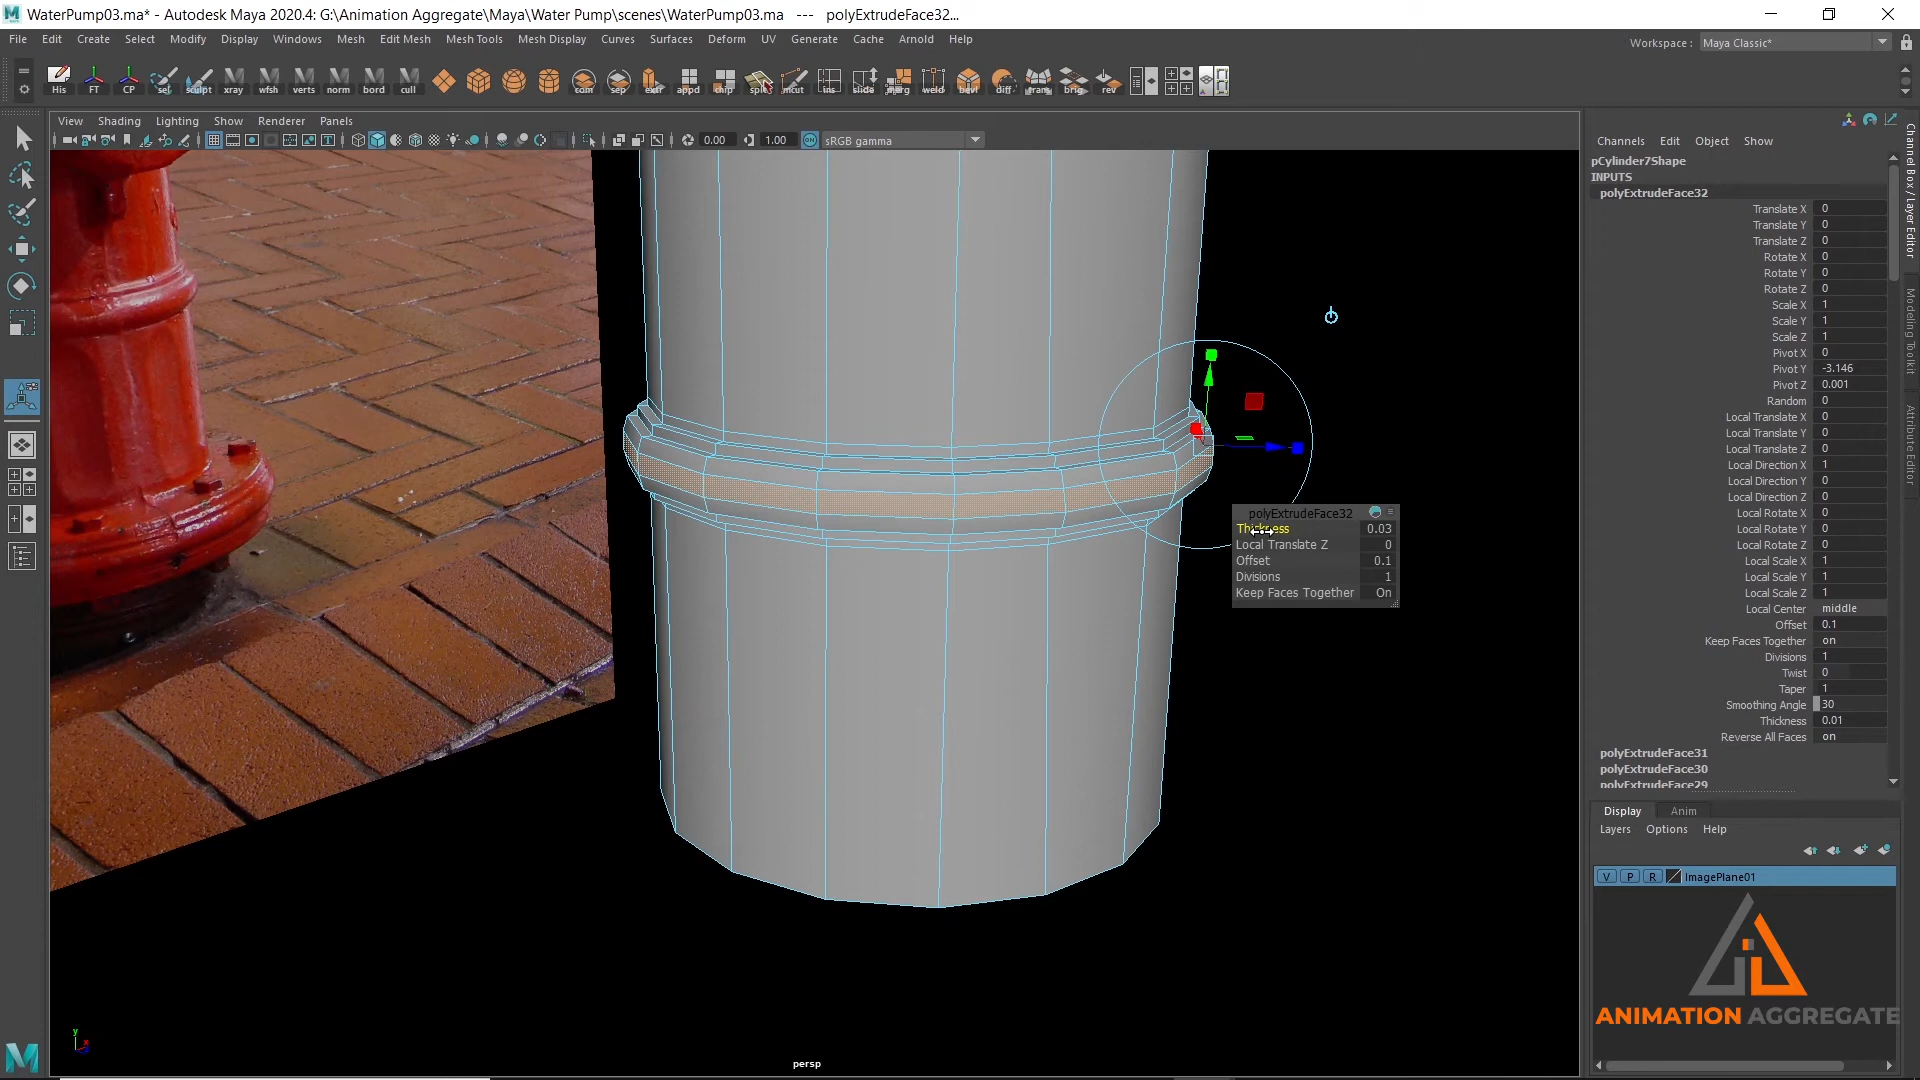 WaterPump03.ma* - Autodesk Maya 2020.4: G:\Animation Aggregate\Maya\Water Pump\scenes\WaterPump03.ma --- polyExtrudeFace32...
File Edit Create Select Modify Display Windows Mesh Edit Mesh Mesh Tools Mesh Display Curves Surfaces Deform UV Generate Cache Arnold Help
Workspace : Maya Classic*
His FT CP sel sculpt xray wfsh verts norm bord cull com sep extr appd chip split mcut ins slide mrg weld bevl diff trans brig rev
View Shading Lighting Show Renderer Panels
0.00 1.00 sRGB gamma
Channels Edit Object Show
pCylinder7Shape
INPUTS
polyExtrudeFace32
Translate X 0
Translate Y 0
Translate Z 0
Rotate X 0
Rotate Y 0
Rotate Z 0
Scale X 1
Scale Y 1
Scale Z 1
Pivot X 0
Pivot Y -3.146
Pivot Z 0.001
Random 0
Local Translate X 0
Local Translate Y 0
Local Translate Z 0
Local Direction X 1
Local Direction Y 0
Local Direction Z 0
Local Rotate X 0
Local Rotate Y 0
Local Rotate Z 0
Local Scale X 1
Local Scale Y 1
Local Scale Z 1
Local Center middle
Offset 0.1
Keep Faces Together on
Divisions 1
Twist 0
Taper 1
Smoothing Angle 30
Thickness 0.01
Reverse All Faces on
polyExtrudeFace31
polyExtrudeFace30
polyExtrudeFace29
Channel Box / Layer Editor
Modeling Toolkit
Attribute Editor
polyExtrudeFace32
Thickness 0.03
Local Translate Z 0
Offset 0.1
Divisions 1
Keep Faces Together On
Display Anim
Layers Options Help
V P R ImagePlane01
ANIMATION AGGREGATE
y
x
persp